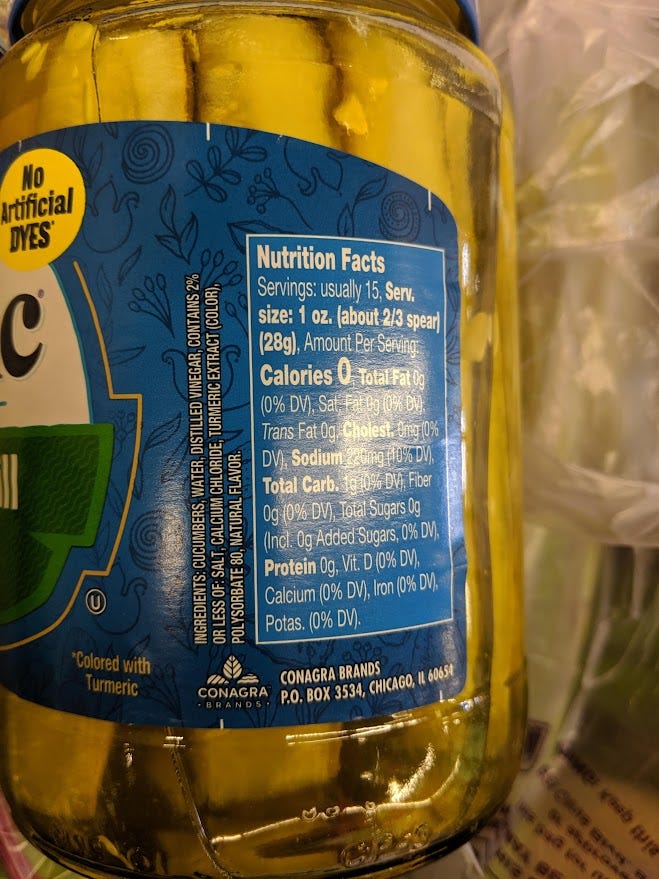 No
Artificial
DYES*
c®
ill
INGREDIENTS: CUCUMBERS, WATER, DISTILLED VINEGAR, CONTAINS 2%
OR LESS OF: SALT, CALCIUM CHLORIDE, TURMERIC EXTRACT (COLOR),
POLYSORBATE 80, NATURAL FLAVOR.
Nutrition Facts
Servings: usually 15, Serv.
size: 1 oz. (about 2/3 spear)
(28g), Amount Per Serving:
Calories 0, Total Fat 0g
(0% DV), Sat. Fat 0g (0% DV),
Trans Fat 0g, Cholest. 0mg (0%
DV), Sodium 220mg (10% DV),
Total Carb. 1g (0% DV), Fiber
0g (0% DV), Total Sugars 0g
(Incl. 0g Added Sugars, 0% DV),
Protein 0g, Vit. D (0% DV),
Calcium (0% DV), Iron (0% DV),
Potas. (0% DV).
U
*Colored with
Turmeric
CONAGRA
BRANDS
CONAGRA BRANDS
P.O. BOX 3534, CHICAGO, IL 60654